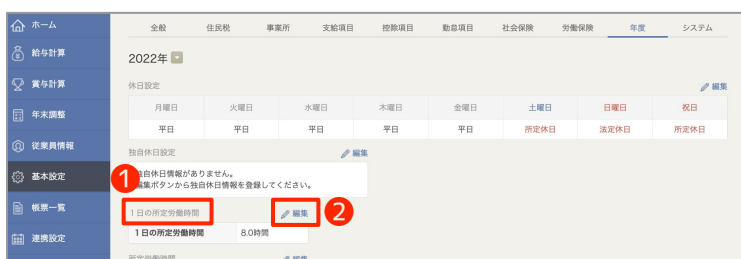 ホーム
給与計算
賞与計算
年末調整
従業員情報
基本設定
帳票一覧
連携設定
全般 住民税 事業所 支給項目 控除項目 勤怠項目 社会保険 労働保険 年度 システム
2022年
休日設定 編集
月曜日 火曜日 水曜日 木曜日 金曜日 土曜日 日曜日 祝日
平日 平日 平日 平日 平日 所定休日 法定休日 所定休日
独自休日設定 編集
独自休日情報がありません。
編集ボタンから独自休日情報を登録してください。
1
1日の所定労働時間 編集 2
1日の所定労働時間 8.0時間
所定労働時間 編集